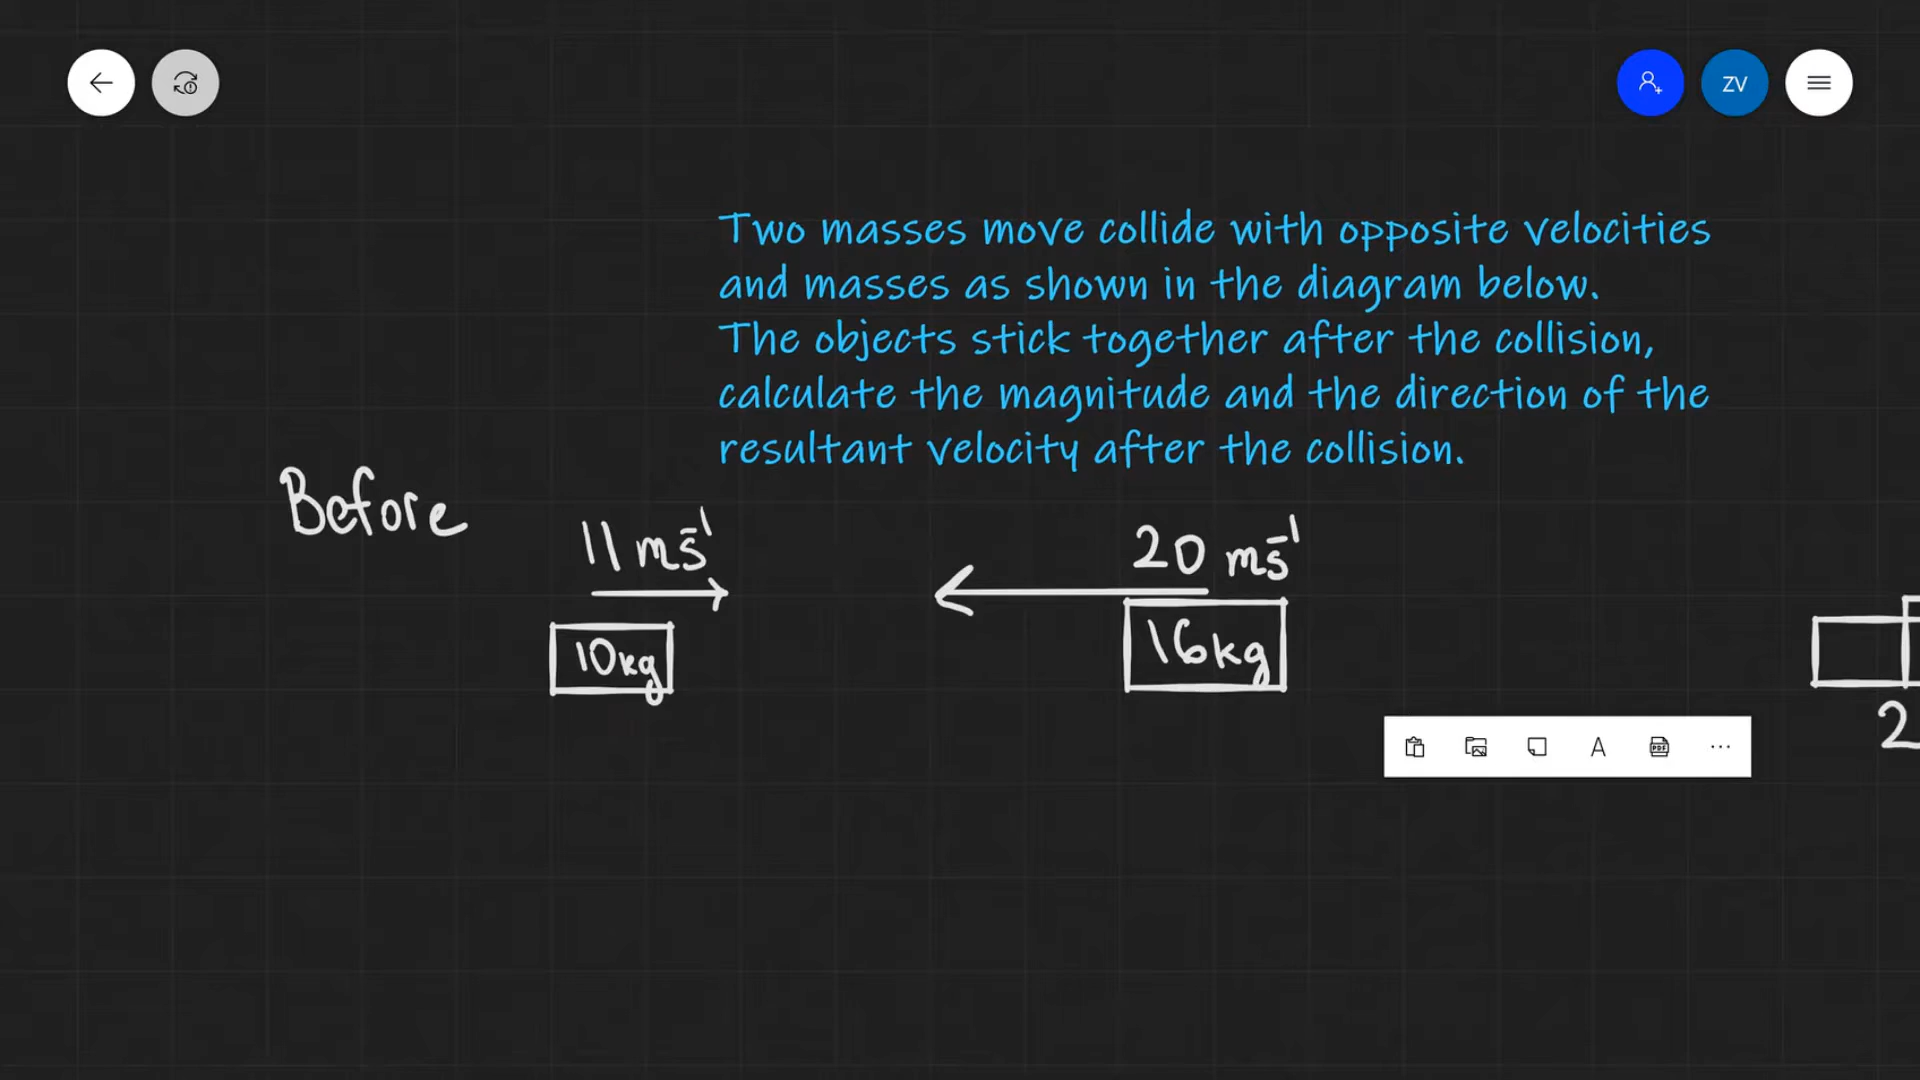 ZV
Two masses move collide with opposite velocities
and masses as shown in the diagram below.
The objects stick together after the collision,
calculate the magnitude and the direction of the
resultant velocity after the collision.
Before
11 ms⁻¹
20 ms⁻¹
10kg
16kg
2
A
PDF